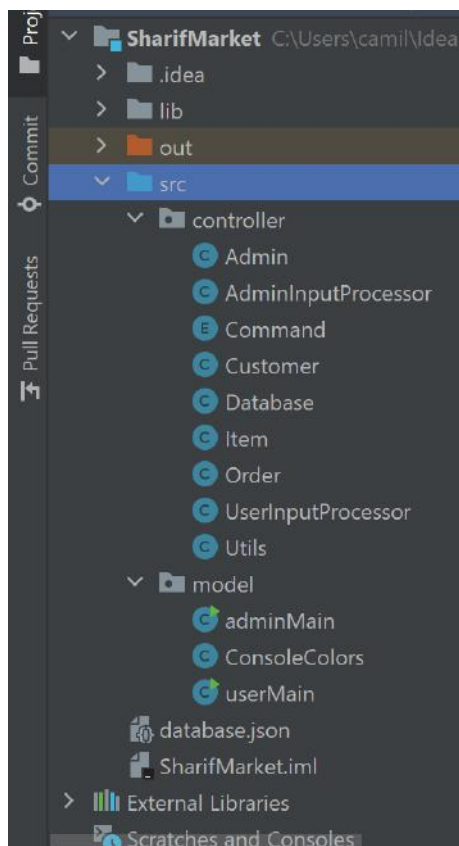 Proj
Commit
Pull Requests
SharifMarket C:\Users\camil\Idea
.idea
lib
out
src
controller
C Admin
C AdminInputProcessor
E Command
C Customer
C Database
C Item
C Order
C UserInputProcessor
C Utils
model
C adminMain
C ConsoleColors
C userMain
database.json
SharifMarket.iml
External Libraries
Scratches and Consoles